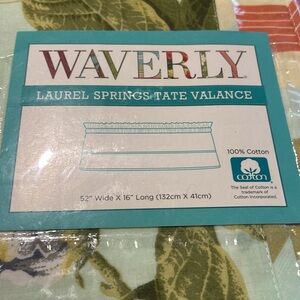 WAVERLY
LAUREL SPRINGS TATE VALANCE
100% Cotton
COTTON
The Seal of Cotton is a
trademark of
Cotton Incorporated.
52" Wide X 16" Long (132cm X 41cm)